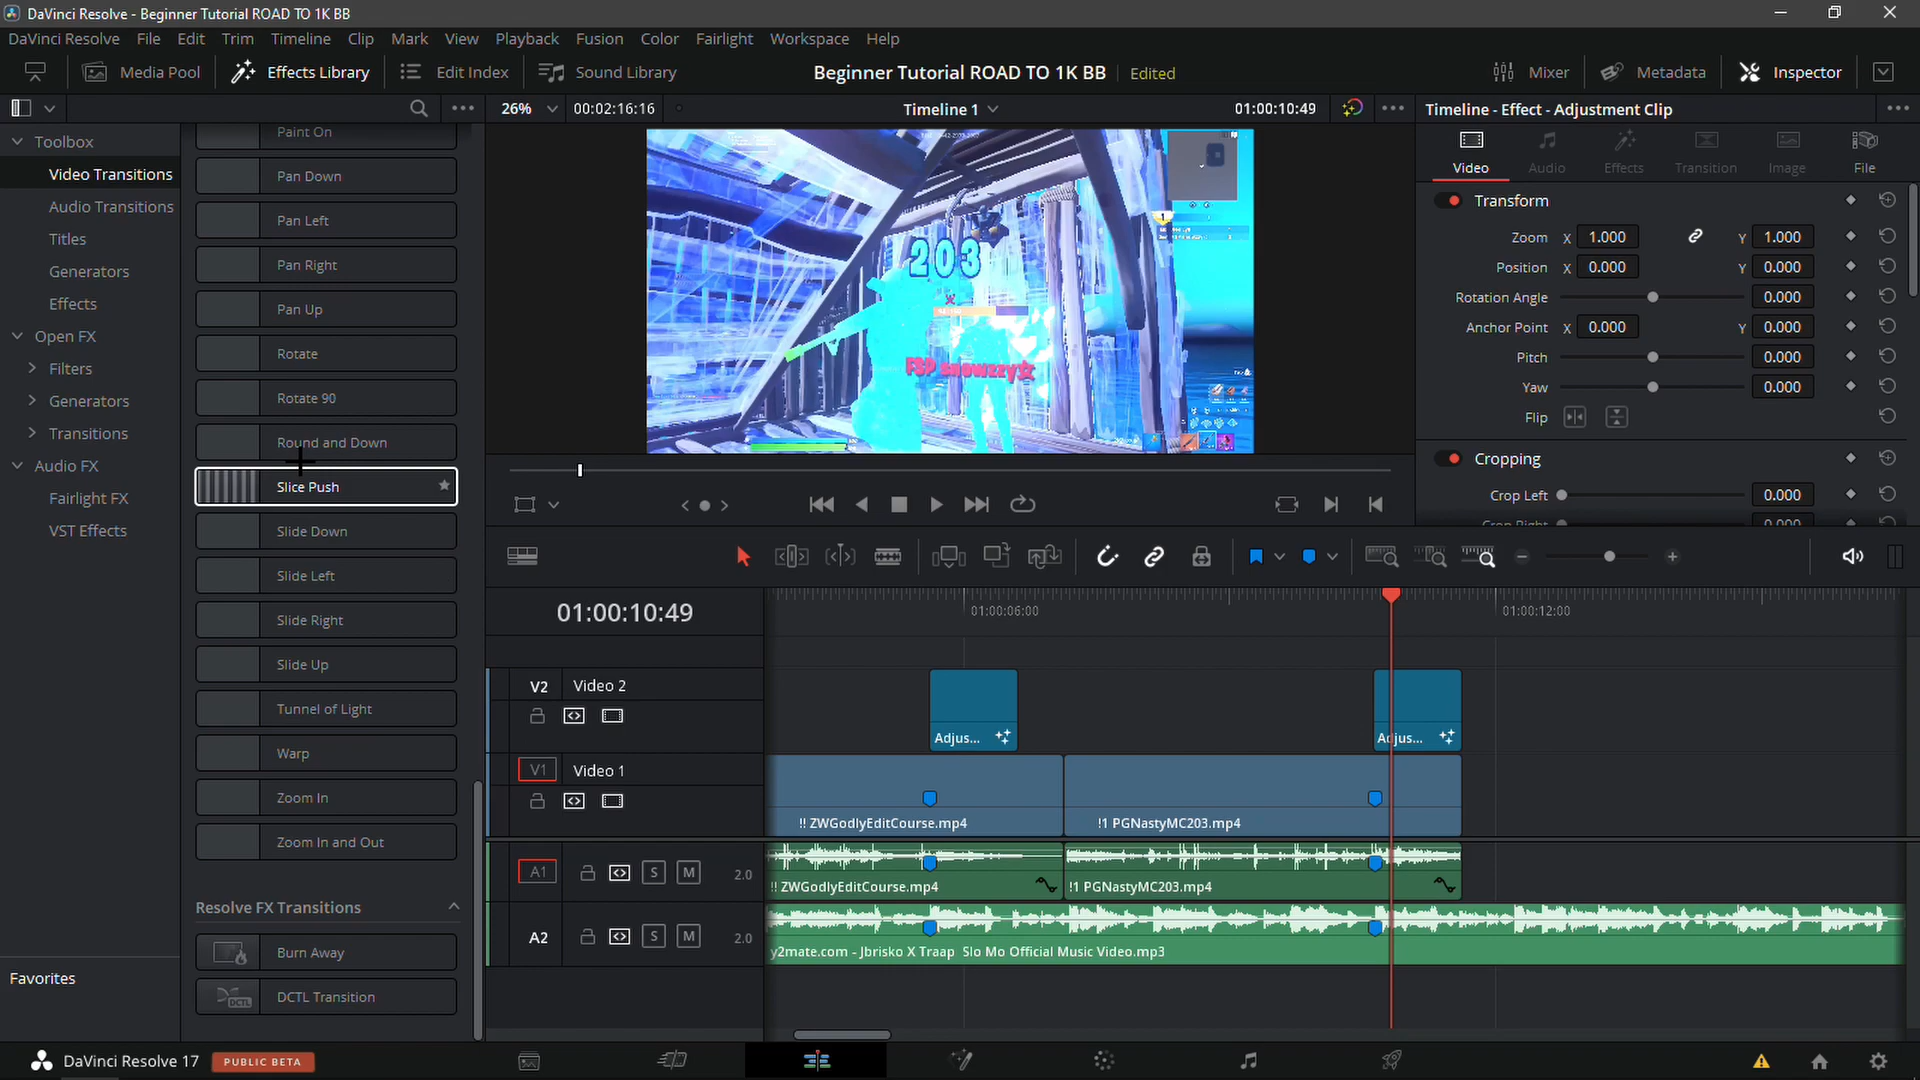 DaVinci Resolve - Beginner Tutorial ROAD TO 1K BB
DaVinci Resolve File Edit Trim Timeline Clip Mark View Playback Fusion Color Fairlight Workspace Help
Media Pool Effects Library Edit Index Sound Library Beginner Tutorial ROAD TO 1K BB Edited Mixer Metadata Inspector
26% 00:02:16:16 Timeline 1 01:00:10:49 Timeline - Effect - Adjustment Clip
Toolbox
Video Transitions
Audio Transitions
Titles
Generators
Effects
Open FX
Filters
Generators
Transitions
Audio FX
Fairlight FX
VST Effects
Favorites
Paint On
Pan Down
Pan Left
Pan Right
Pan Up
Rotate
Rotate 90
Round and Down
Slice Push
Slide Down
Slide Left
Slide Right
Slide Up
Tunnel of Light
Warp
Zoom In
Zoom In and Out
Resolve FX Transitions
Burn Away
DCTL
DCTL Transition
203
FSP snowzzy
1
Video Audio Effects Transition Image File
Transform
Zoom X 1.000 Y 1.000
Position X 0.000 Y 0.000
Rotation Angle 0.000
Anchor Point X 0.000 Y 0.000
Pitch 0.000
Yaw 0.000
Flip
Cropping
Crop Left 0.000
Crop Right 0.000
01:00:10:49
01:00:06:00 01:00:12:00
V2 Video 2
Adjus... Adjus...
V1 Video 1
!! ZWGodlyEditCourse.mp4 !1 PGNastyMC203.mp4
A1 S M 2.0
!! ZWGodlyEditCourse.mp4 !1 PGNastyMC203.mp4
A2 S M 2.0
y2mate.com - Jbrisko X Traap Slo Mo Official Music Video.mp3
DaVinci Resolve 17 PUBLIC BETA